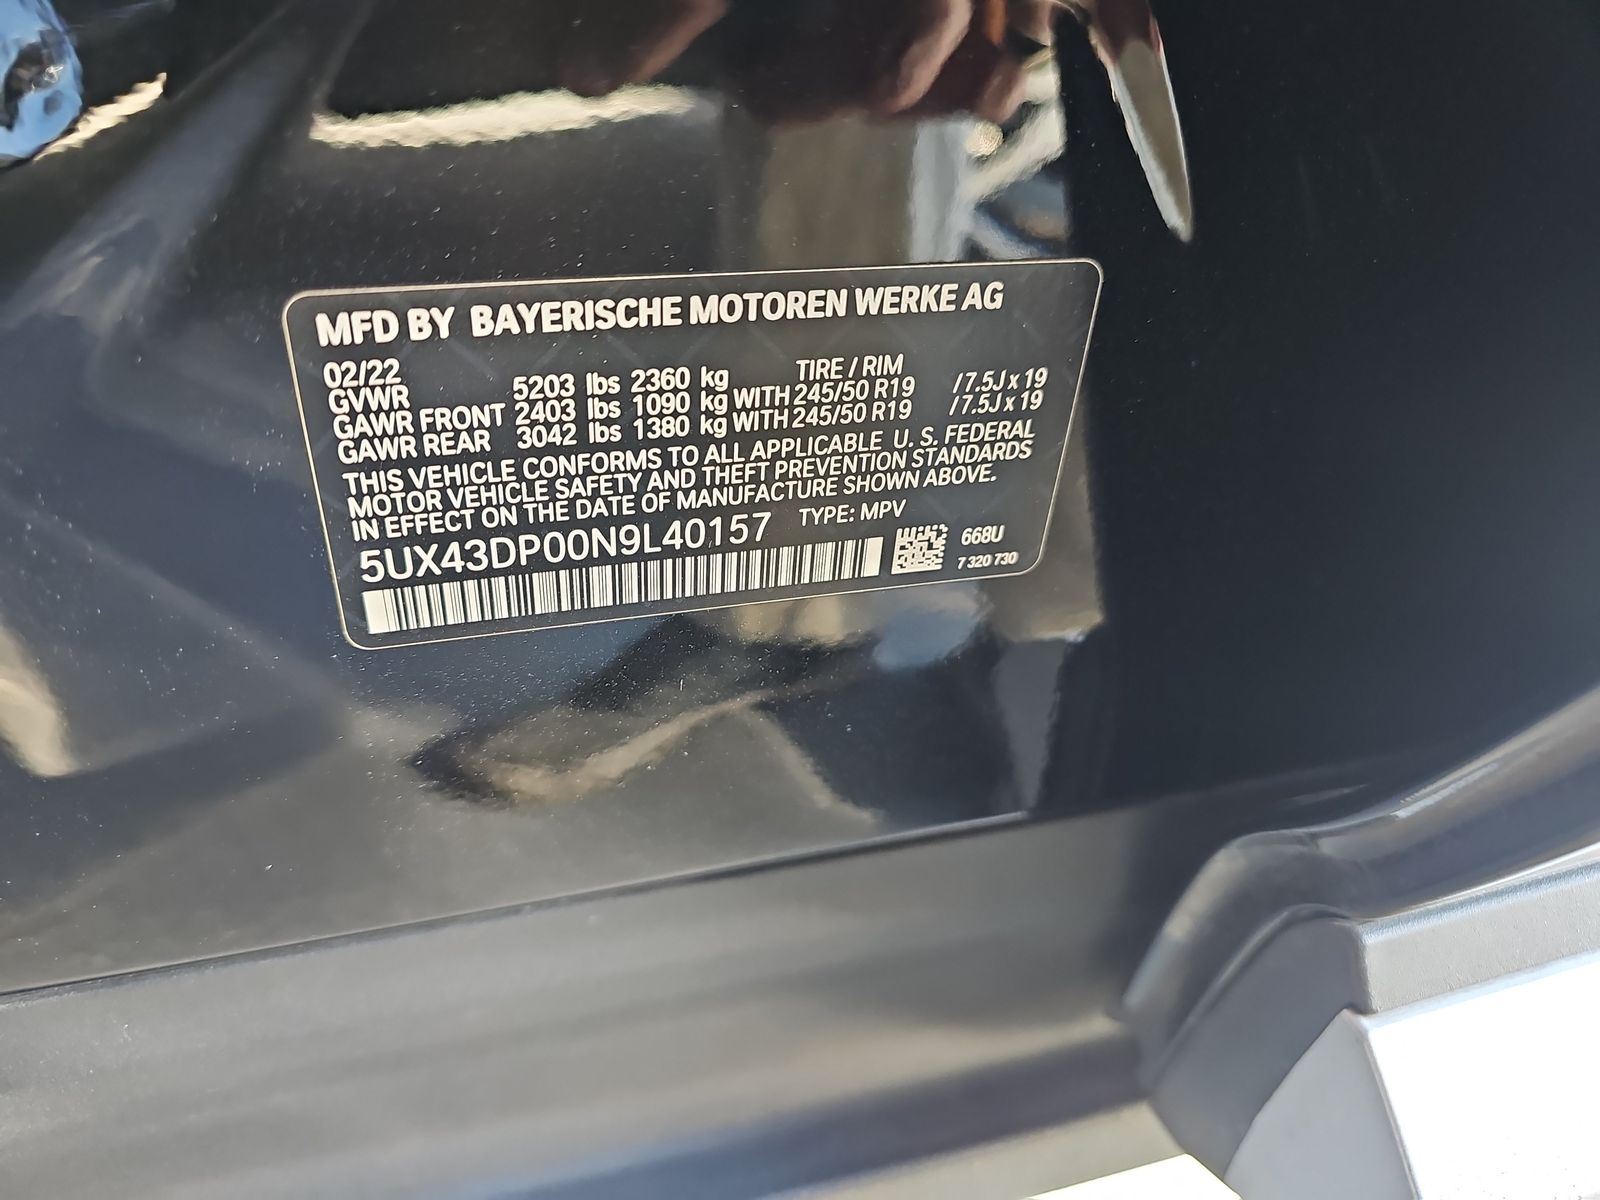 MFD BY BAYERISCHE MOTOREN WERKE AG
02/22 TIRE / RIM
GVWR 5203 lbs 2360 kg
GAWR FRONT 2403 lbs 1090 kg WITH 245/50 R19 / 7.5J x 19
GAWR REAR 3042 lbs 1380 kg WITH 245/50 R19 / 7.5J x 19
THIS VEHICLE CONFORMS TO ALL APPLICABLE U. S. FEDERAL
MOTOR VEHICLE SAFETY AND THEFT PREVENTION STANDARDS
IN EFFECT ON THE DATE OF MANUFACTURE SHOWN ABOVE.
5UX43DP00N9L40157 TYPE: MPV
668U
7 320 730